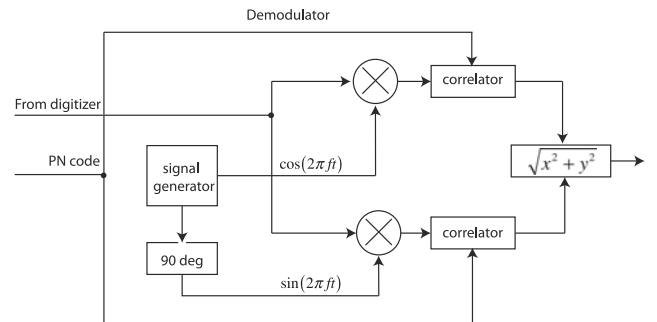 Demodulator
correlator
From digitizer
PN code
signal
generator
cos(2πft)
√x² + y²
correlator
90 deg
sin(2πft)